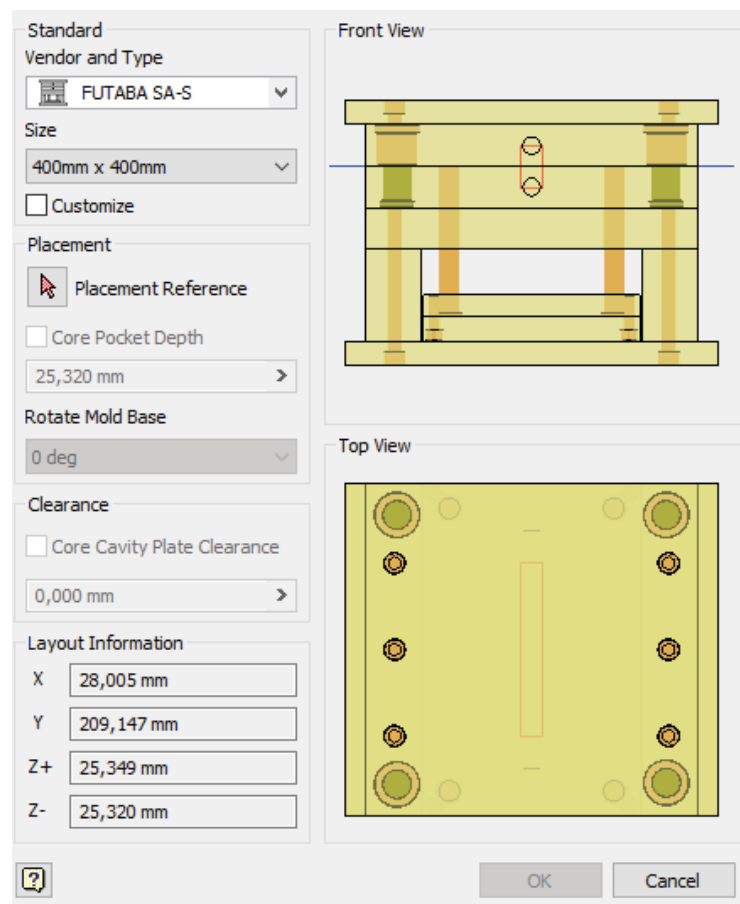 Standard
Vendor and Type
FUTABA SA-S
Size
400mm x 400mm
Customize
Placement
Placement Reference
Core Pocket Depth
25,320 mm
Rotate Mold Base
0 deg
Clearance
Core Cavity Plate Clearance
0,000 mm
Layout Information
X 28,005 mm
Y 209,147 mm
Z+ 25,349 mm
Z- 25,320 mm
Front View
Top View
OK Cancel